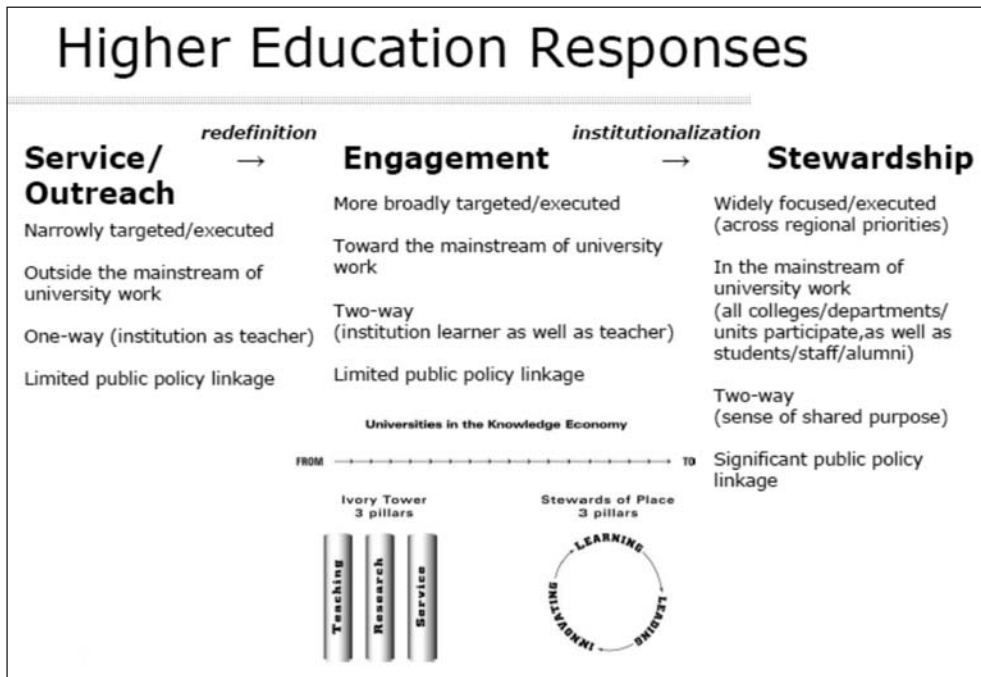 Higher Education Responses
redefinition
institutionalization
Service/
Outreach
→
Engagement
→
Stewardship
Narrowly targeted/executed
Outside the mainstream of
university work
One-way (institution as teacher)
Limited public policy linkage
More broadly targeted/executed
Toward the mainstream of university
work
Two-way
(institution learner as well as teacher)
Limited public policy linkage
Widely focused/executed
(across regional priorities)
In the mainstream of
university work
(all colleges/departments/
units participate,as well as
students/staff/alumni)
Two-way
(sense of shared purpose)
Significant public policy
linkage
Universities in the Knowledge Economy
FROM
TO
Ivory Tower
3 pillars
Teaching
Research
Service
Stewards of Place
3 pillars
LEARNING
LEADING
INNOVATING